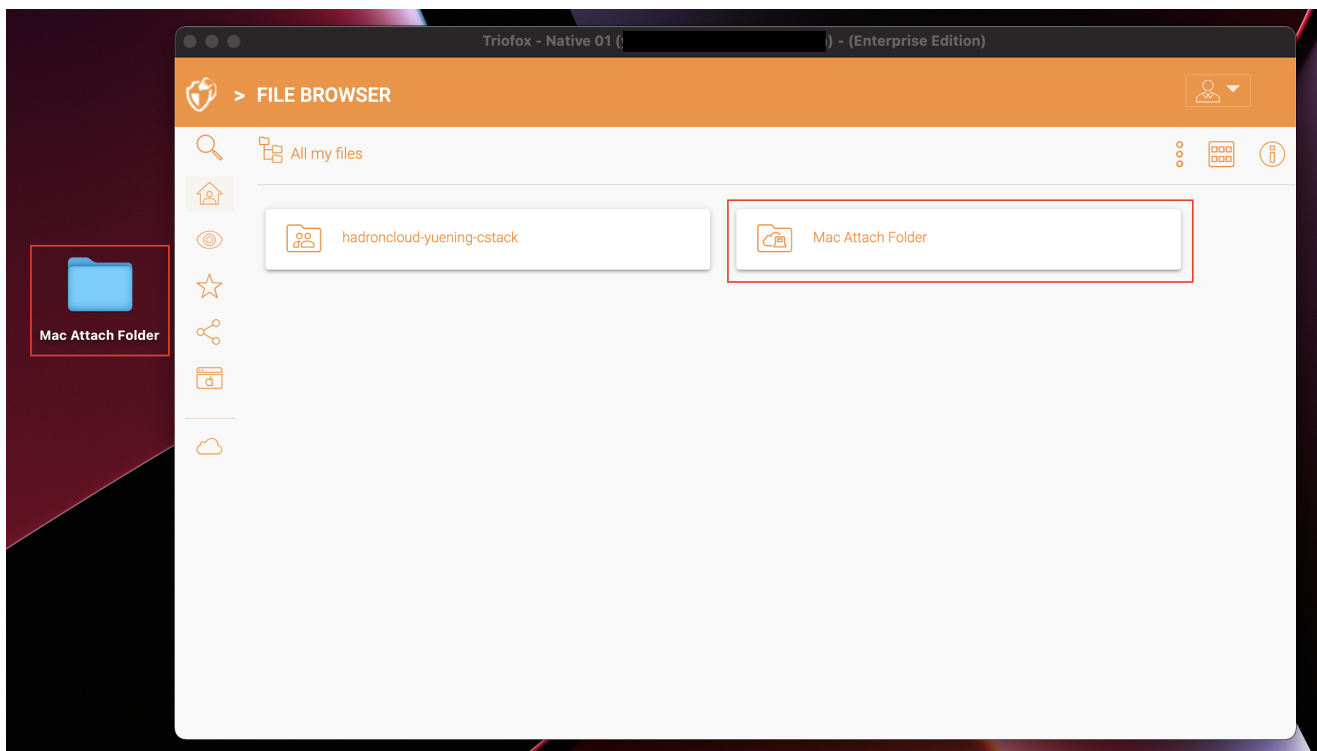 Triofox - Native 01 () - (Enterprise Edition)
> FILE BROWSER
All my files
hadroncloud-yuening-cstack
Mac Attach Folder
Mac Attach Folder